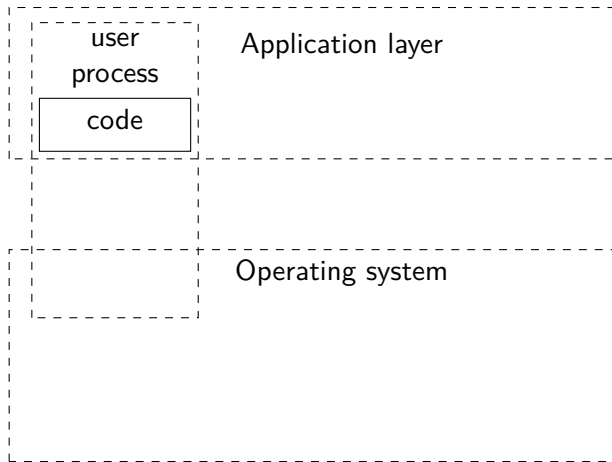 user
process
Application layer
code
Operating system